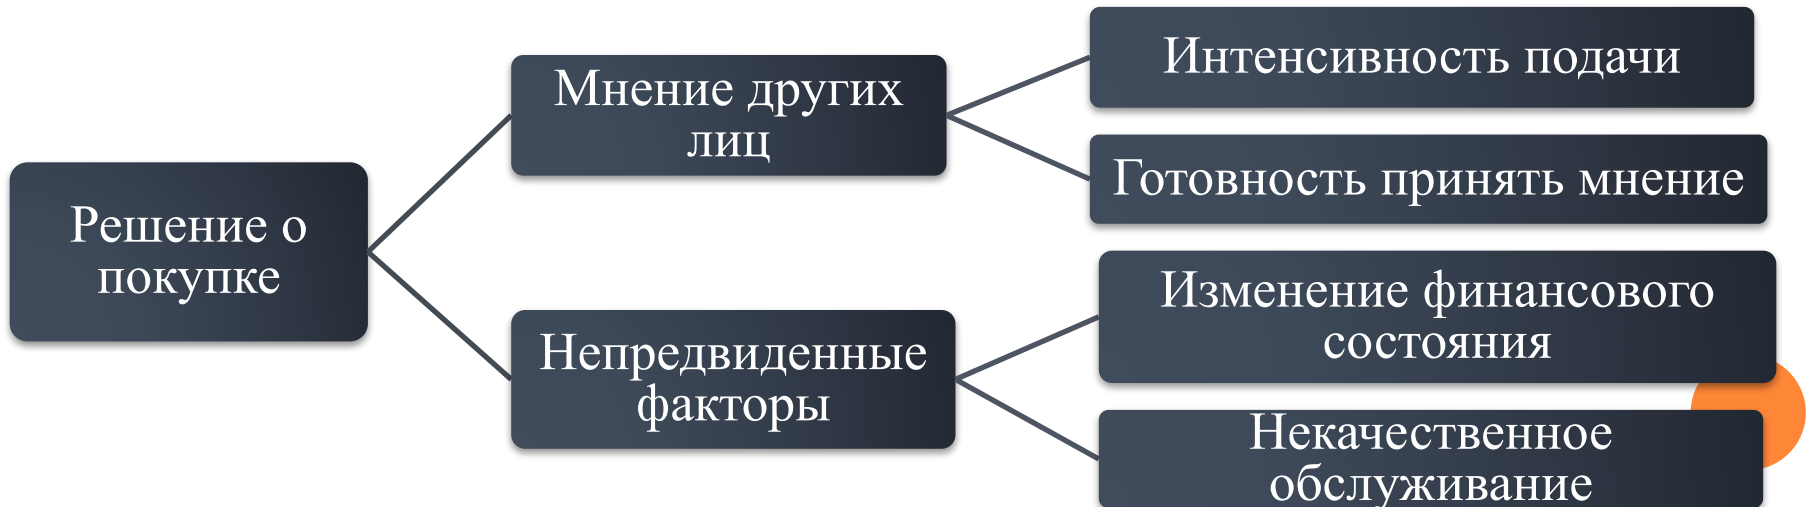 Решение о
покупке
Мнение других
лиц
Интенсивность подачи
Готовность принять мнение
Непредвиденные
факторы
Изменение финансового
состояния
Некачественное
обслуживание